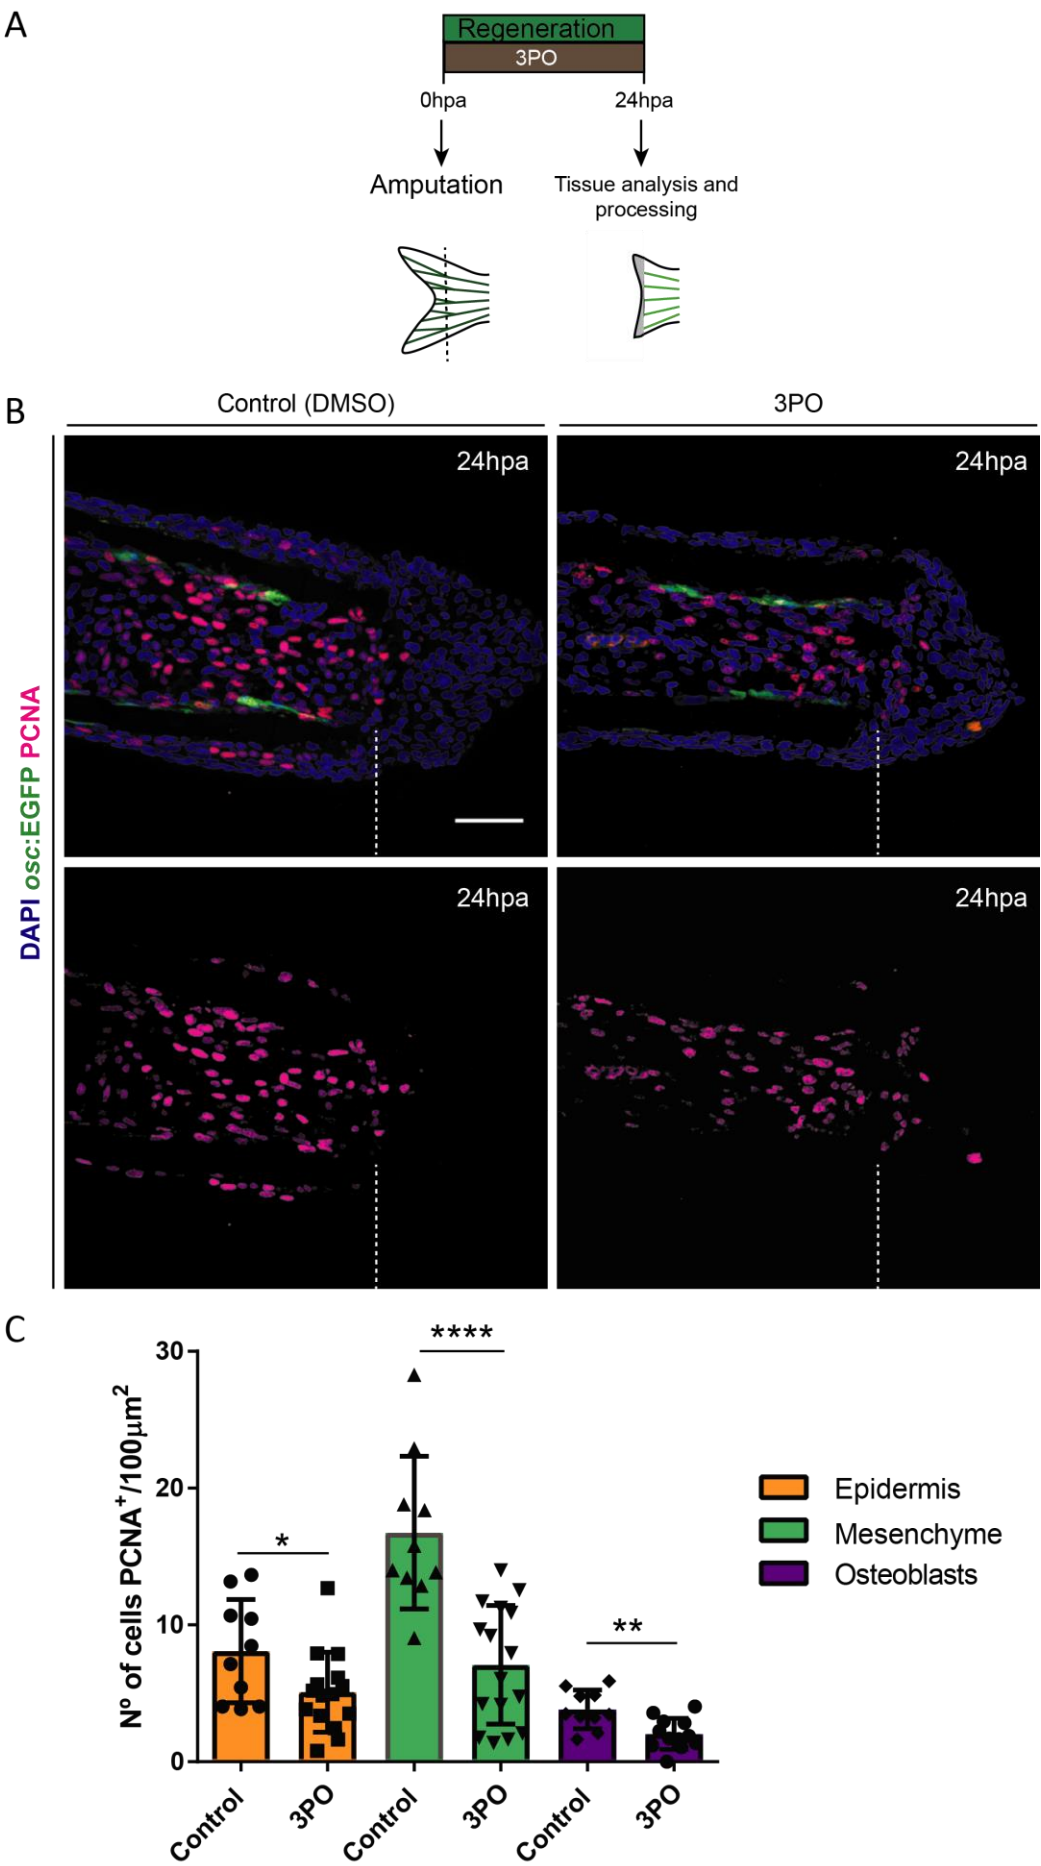 A
Regeneration
3PO
0hpa 24hpa
Amputation
Tissue analysis and
processing
B
Control (DMSO) 3PO
DAPI osc:EGFP PCNA
24hpa 24hpa
24hpa 24hpa
C
Nº of cells PCNA⁺/100μm²
30
20
10
0
****
*
**
Control 3PO Control 3PO Control 3PO
Epidermis
Mesenchyme
Osteoblasts